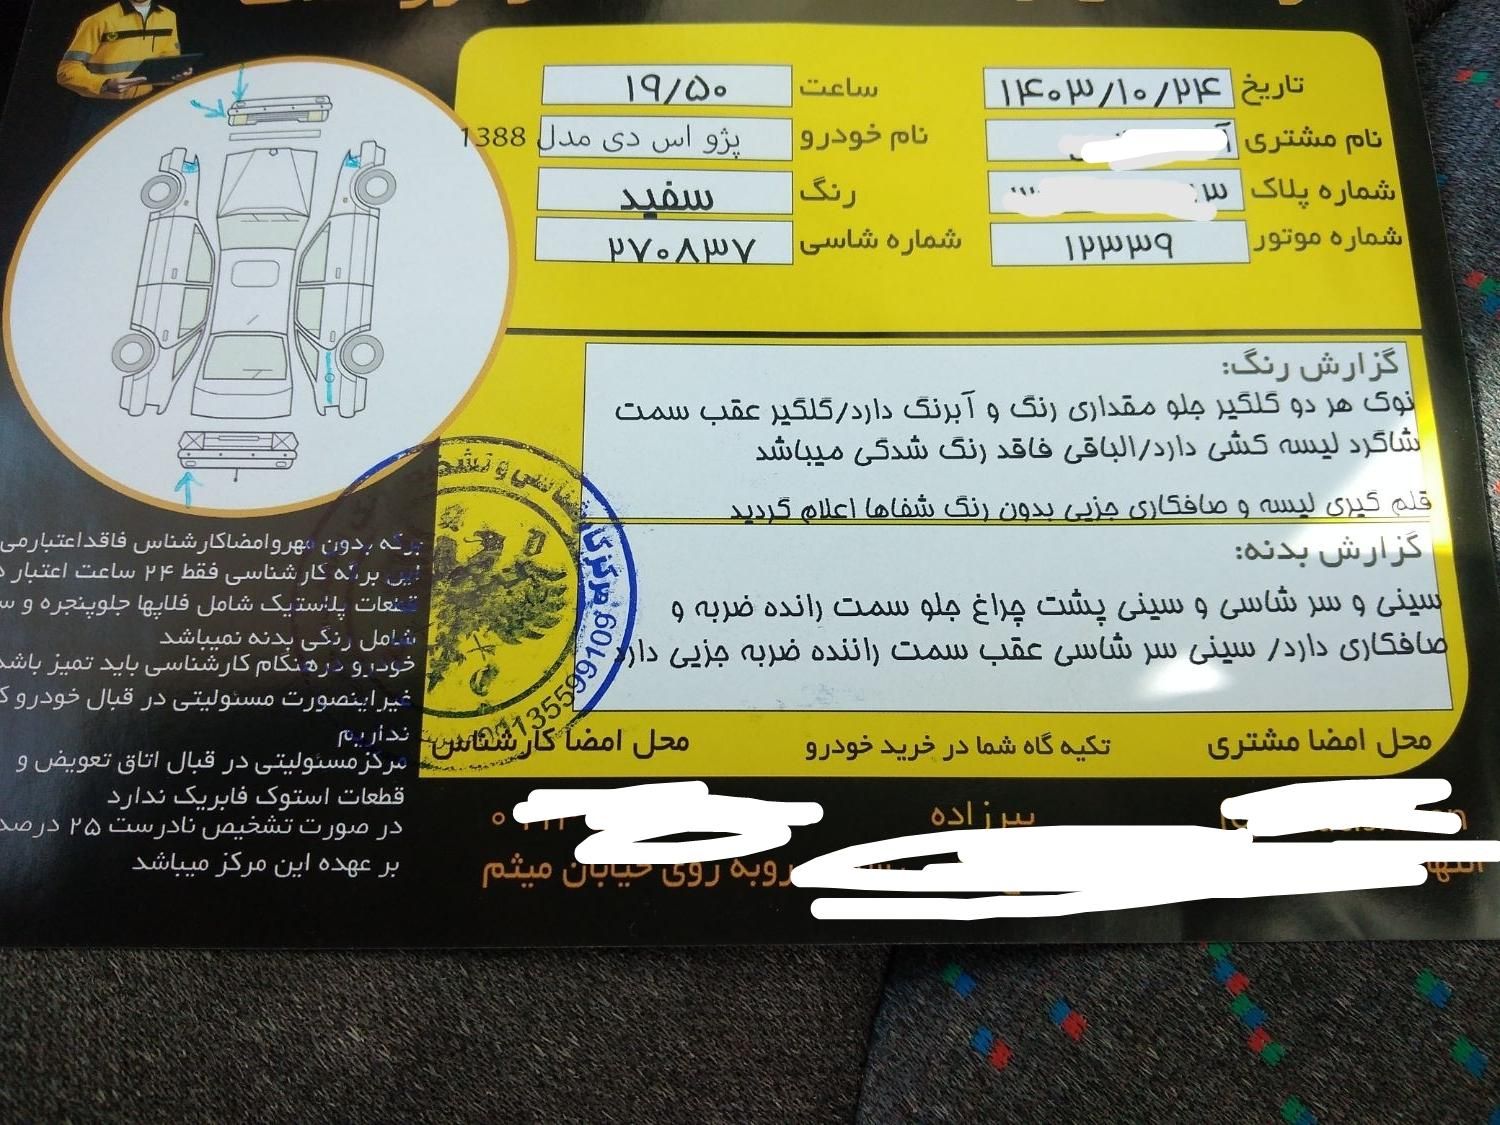 تاریخ ۱۴۰۳/۱۰/۲۴ ساعت ۱۹/۵۰
نام مشتری نام خودرو پژو اس دی مدل 1388
شماره پلاک رنگ سفید
شماره موتور ۱۲۳۳۹ شماره شاسی ۲۷۰۸۳۷
گزارش رنگ:
نوک هر دو گلگیر جلو مقداری رنگ و آبرنگ دارد/گلگیر عقب سمت
شاگرد لیسه کشی دارد/الباقی فاقد رنگ شدگی میباشد
قلم گیری لیسه و صافکاری جزیی بدون رنگ شفاها اعلام گردید
گزارش بدنه:
سینی و سر شاسی و سینی پشت چراغ جلو سمت رانده ضربه و
صافکاری دارد/ سینی سر شاسی عقب سمت راننده ضربه جزیی دارد
محل امضا مشتری تکیه گاه شما در خرید خودرو محل امضا کارشناس
پیرزاده
روبه روی خیابان میثم
برگه بدون مهروامضاکارشناس فاقداعتبارمی
این برگه کارشناسی فقط ۲۴ ساعت اعتبار
قطعات پلاستیک شامل فلاپها جلوپنجره و
شامل رنگی بدنه نمیباشد
خودرو درهنگام کارشناسی باید تمیز باشد
غیراینصورت مسئولیتی در قبال خودرو
نداریم
مرکزمسئولیتی در قبال اتاق تعویض و
قطعات استوک فابریک ندارد
در صورت تشخیص نادرست ۲۵ درصد
بر عهده این مرکز میباشد